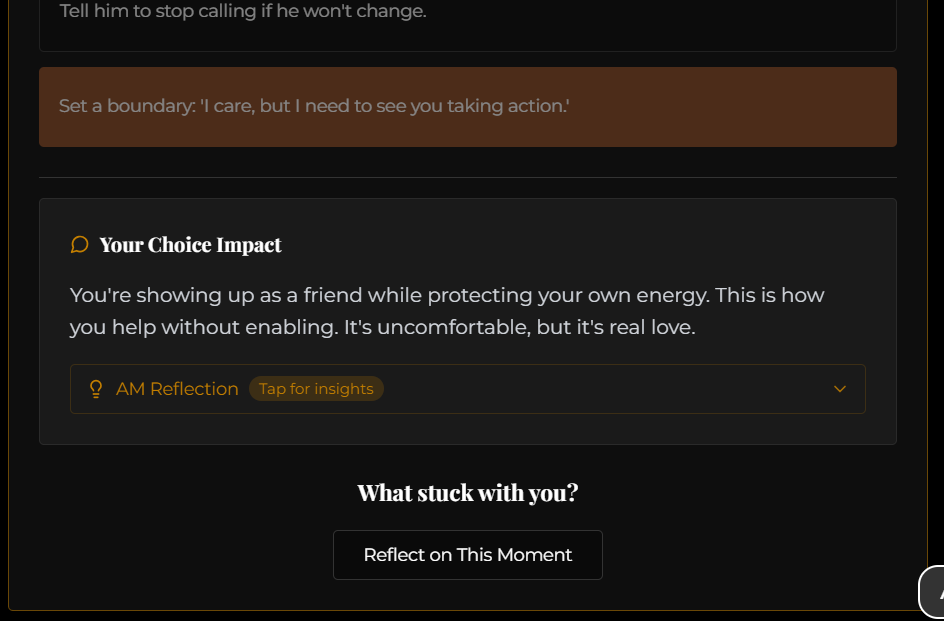 Tell him to stop calling if he won't change.
Set a boundary: 'I care, but I need to see you taking action.'
Your Choice Impact
You're showing up as a friend while protecting your own energy. This is how
you help without enabling. It's uncomfortable, but it's real love.
AM Reflection Tap for insights
What stuck with you?
Reflect on This Moment